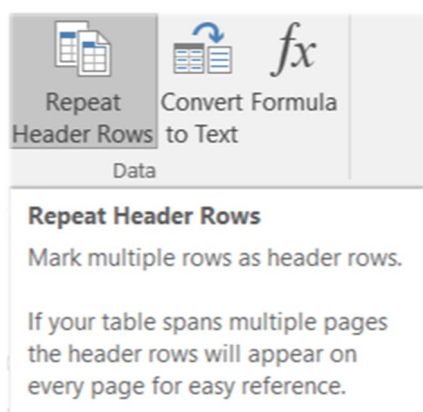 fx
Repeat Convert Formula
Header Rows to Text
Data
Repeat Header Rows
Mark multiple rows as header rows.
If your table spans multiple pages
the header rows will appear on
every page for easy reference.